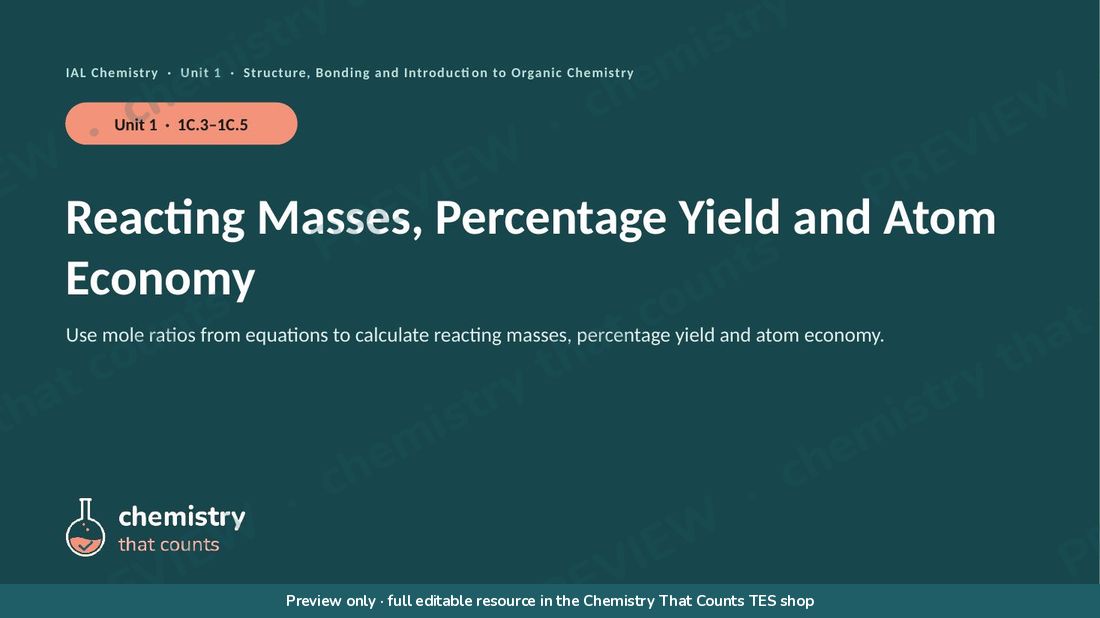 IAL Chemistry · Unit 1 · Structure, Bonding and Introduction to Organic Chemistry
Unit 1 · 1C.3–1C.5
Reacting Masses, Percentage Yield and Atom
Economy
Use mole ratios from equations to calculate reacting masses, percentage yield and atom economy.
chemistry
that counts
Preview only · full editable resource in the Chemistry That Counts TES shop